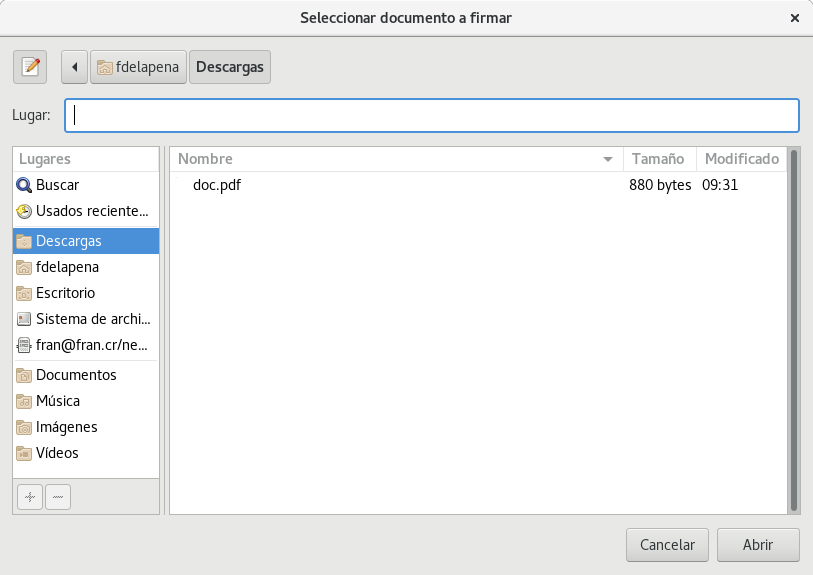 Seleccionar documento a firmar
fdelapena Descargas
Lugar:
Lugares
Buscar
Usados reciente...
Descargas
fdelapena
Escritorio
Sistema de archi...
fran@fran.cr/ne...
Documentos
Música
Imágenes
Vídeos
Nombre Tamaño Modificado
doc.pdf 880 bytes 09:31
Cancelar Abrir